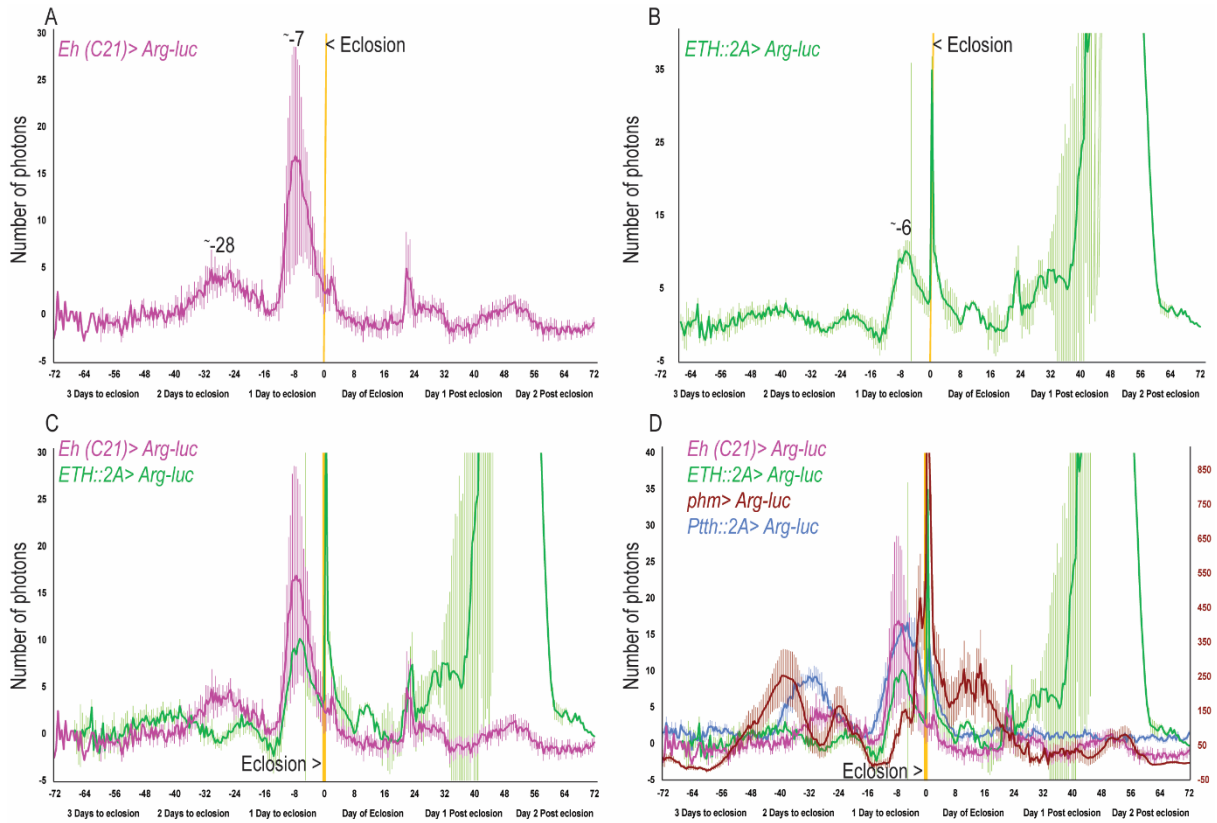 A
Eh (C21)> Arg-luc
~-7
< Eclosion
~-28
Number of photons
30
25
20
15
10
5
0
-5
-72 -64 -56 -48 -40 -32 -24 -16 -8 0 8 16 24 32 40 48 56 64 72
3 Days to eclosion 2 Days to eclosion 1 Day to eclosion Day of Eclosion Day 1 Post eclosion Day 2 Post eclosion
B
ETH::2A> Arg-luc
< Eclosion
~-6
Number of photons
35
25
15
5
-5
-72 -64 -56 -48 -40 -32 -24 -16 -8 0 8 16 24 32 40 48 56 64 72
3 Days to eclosion 2 Days to eclosion 1 Day to eclosion Day of Eclosion Day 1 Post eclosion Day 2 Post eclosion
C
Eh (C21)> Arg-luc
ETH::2A> Arg-luc
Eclosion >
Number of photons
30
25
20
15
10
5
0
-5
-72 -64 -56 -48 -40 -32 -24 -16 -8 0 8 16 24 32 40 48 56 64 72
3 Days to eclosion 2 Days to eclosion 1 Day to eclosion Day of Eclosion Day 1 Post eclosion Day 2 Post eclosion
D
Eh (C21)> Arg-luc
ETH::2A> Arg-luc
phm> Arg-luc
Ptth::2A> Arg-luc
Eclosion >
Number of photons
40
35
30
25
20
15
10
5
0
-5
850
750
650
550
450
350
250
150
50
-50
-72 -64 -56 -48 -40 -32 -24 -16 -8 0 8 16 24 32 40 48 56 64 72
3 Days to eclosion 2 Days to eclosion 1 Day to eclosion Day of Eclosion Day 1 Post eclosion Day 2 Post eclosion